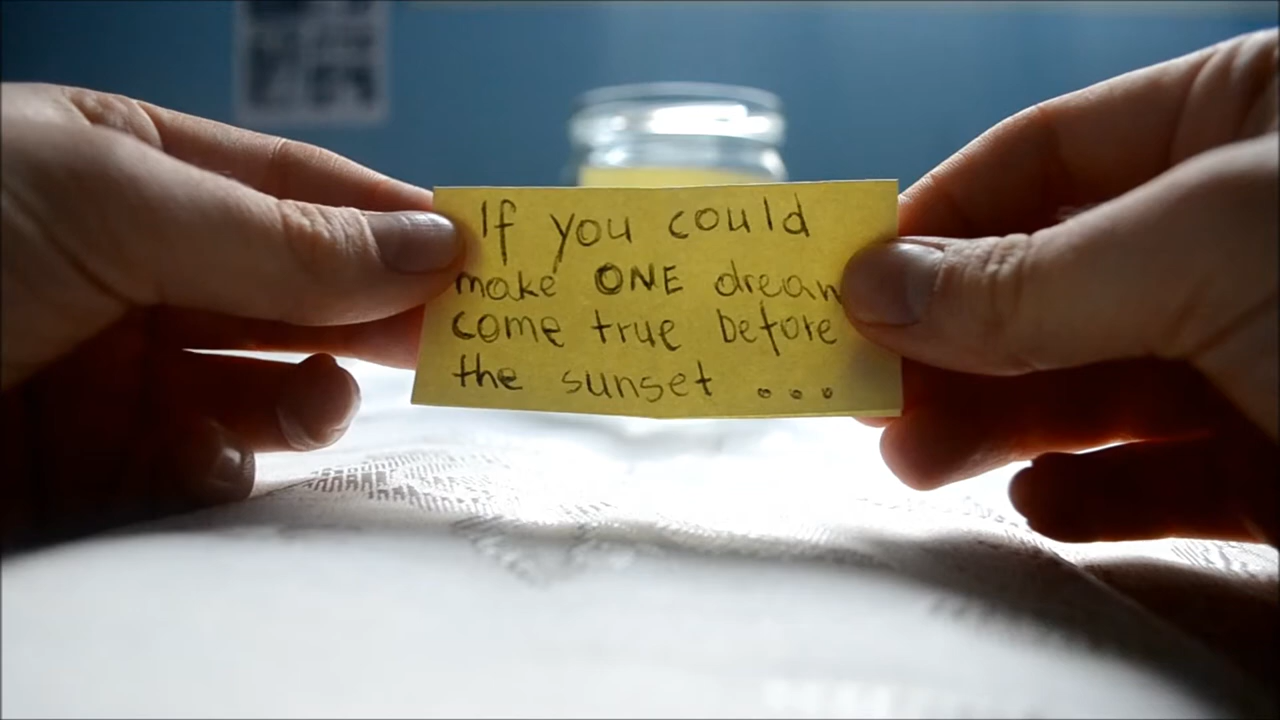 If you could
make ONE dream
come true before
the sunset ...